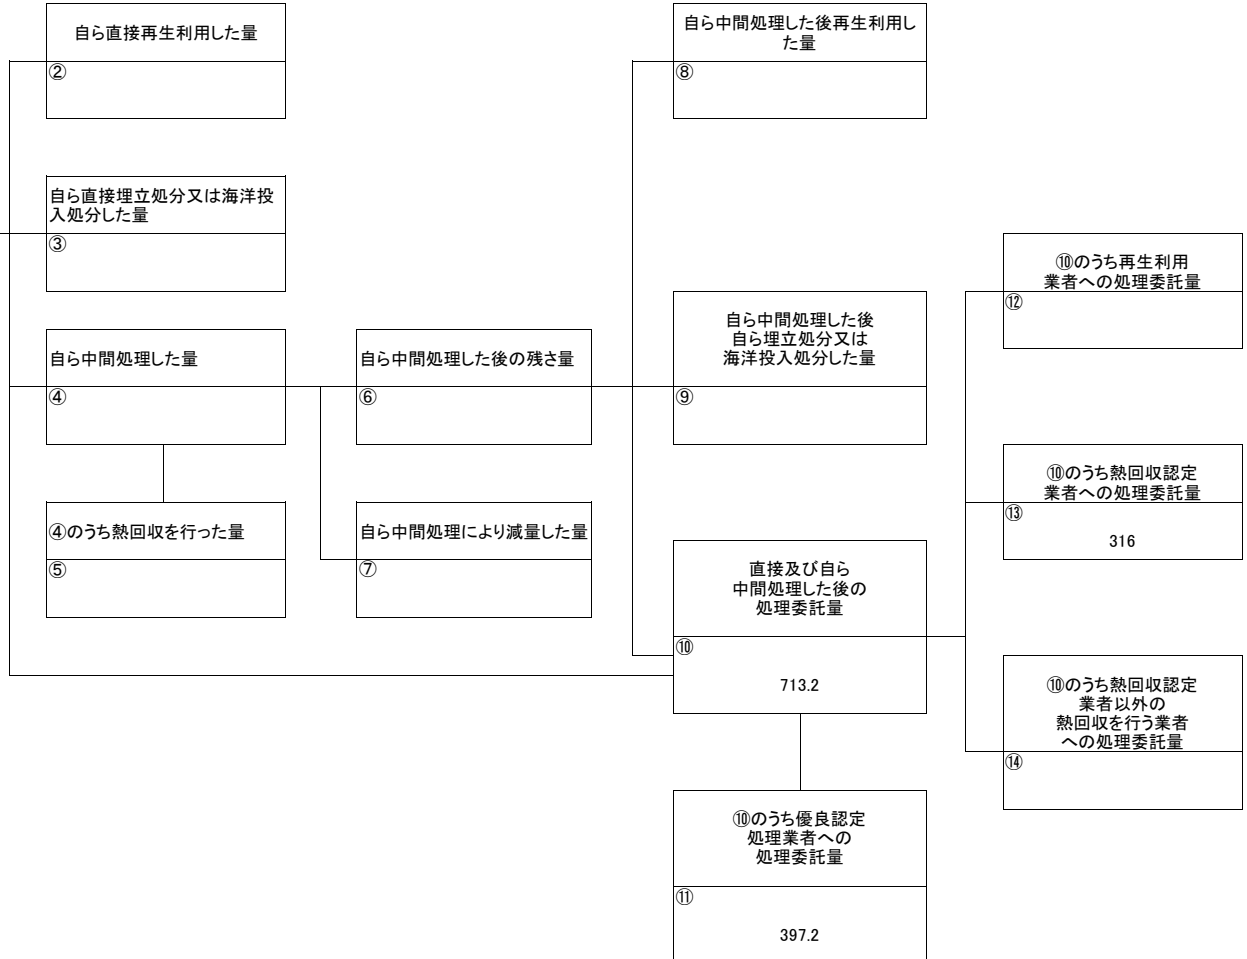 自ら直接再生利用した量
②
自ら中間処理した後再生利用し
た量
⑧
自ら直接埋立処分又は海洋投
入処分した量
③
自ら中間処理した量
④
自ら中間処理した後の残さ量
⑥
自ら中間処理した後
自ら埋立処分又は
海洋投入処分した量
⑨
⑩のうち再生利用
業者への処理委託量
⑫
④のうち熱回収を行った量
⑤
自ら中間処理により減量した量
⑦
⑩のうち熱回収認定
業者への処理委託量
⑬
316
直接及び自ら
中間処理した後の
処理委託量
⑩
713.2
⑩のうち熱回収認定
業者以外の
熱回収を行う業者
への処理委託量
⑭
⑩のうち優良認定
処理業者への
処理委託量
⑪
397.2